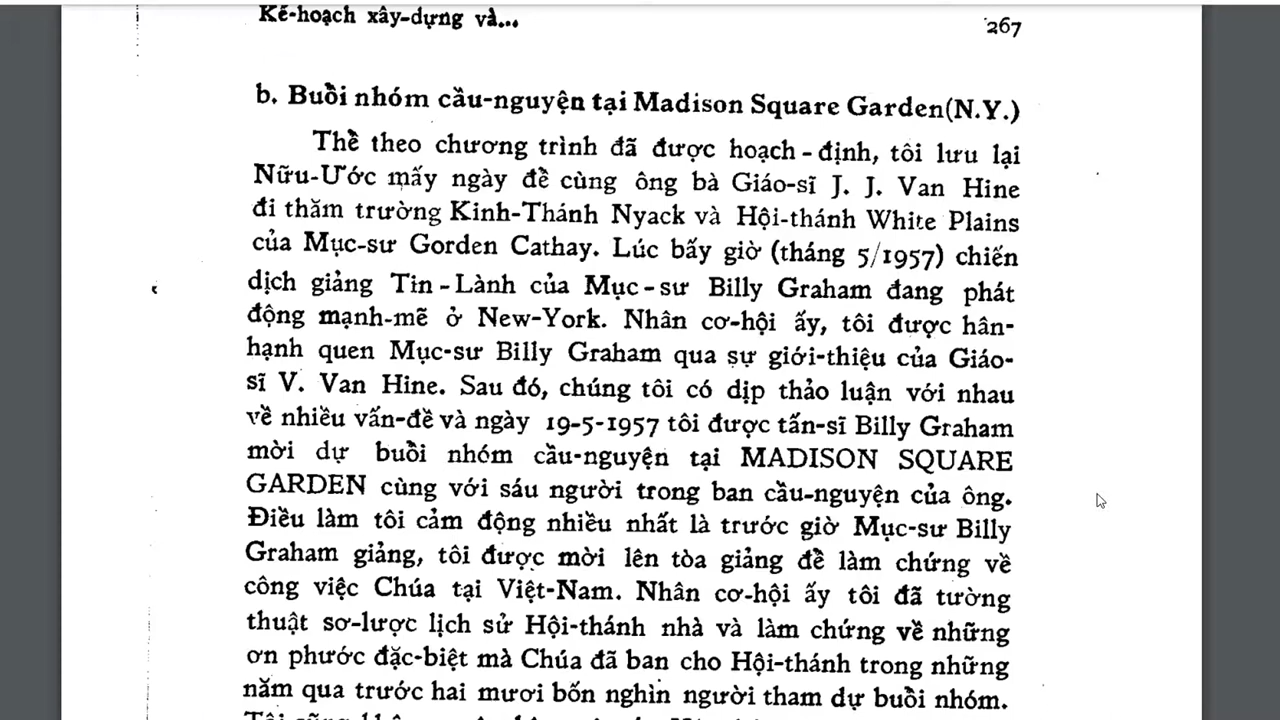 Kế-hoạch xây-dựng và...
267
b. Buổi nhóm cầu-nguyện tại Madison Square Garden(N.Y.)
Thể theo chương trình đã được hoạch-định, tôi lưu lại
Nữu-Ước mấy ngày để cùng ông bà Giáo-sĩ J. J. Van Hine
đi thăm trường Kinh-Thánh Nyack và Hội-thánh White Plains
của Mục-sư Gorden Cathay. Lúc bấy giờ (tháng 5/1957) chiến
dịch giảng Tin-Lành của Mục-sư Billy Graham đang phát
động mạnh-mẽ ở New-York. Nhân cơ-hội ấy, tôi được hân-
hạnh quen Mục-sư Billy Graham qua sự giới-thiệu của Giáo-
sĩ V. Van Hine. Sau đó, chúng tôi có dịp thảo luận với nhau
về nhiều vấn-đề và ngày 19-5-1957 tôi được tấn-sĩ Billy Graham
mời dự buổi nhóm cầu-nguyện tại MADISON SQUARE
GARDEN cùng với sáu người trong ban cầu-nguyện của ông.
Điều làm tôi cảm động nhiều nhất là trước giờ Mục-sư Billy
Graham giảng, tôi được mời lên tòa giảng để làm chứng về
công việc Chúa tại Việt-Nam. Nhân cơ-hội ấy tôi đã tường
thuật sơ-lược lịch sử Hội-thánh nhà và làm chứng về những
ơn phước đặc-biệt mà Chúa đã ban cho Hội-thánh trong những
năm qua trước hai mươi bốn nghìn người tham dự buổi nhóm.